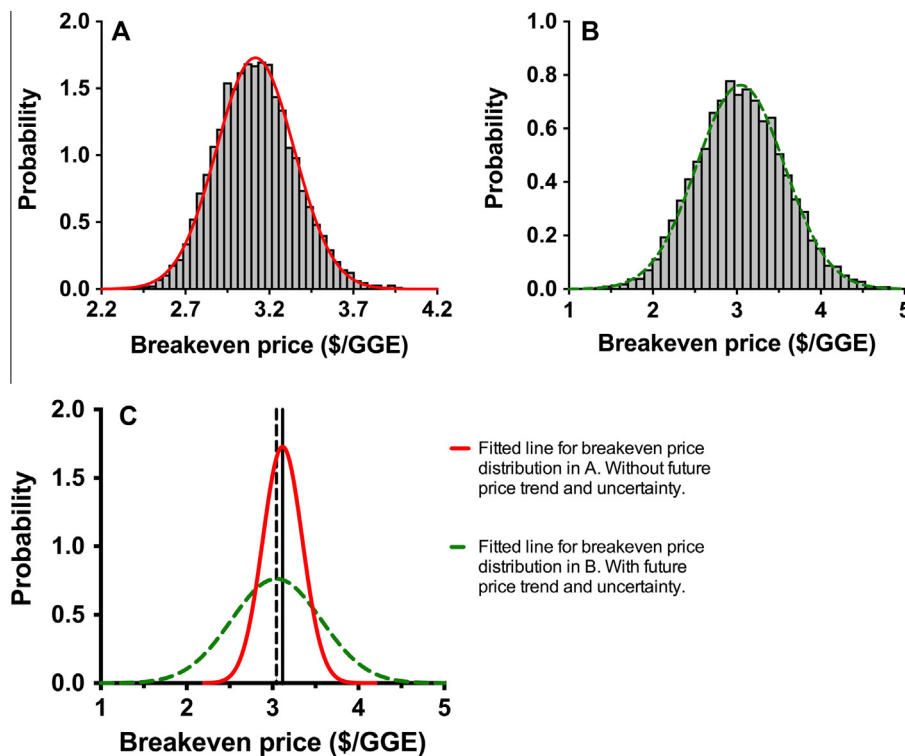 A
2.0
1.5
1.0
0.5
0.0
Probability
2.2 2.7 3.2 3.7 4.2
Breakeven price ($/GGE)
B
1.0
0.8
0.6
0.4
0.2
0.0
Probability
1 2 3 4 5
Breakeven price ($/GGE)
C
2.0
1.5
1.0
0.5
0.0
Probability
1 2 3 4 5
Breakeven price ($/GGE)
Fitted line for breakeven price
distribution in A. Without future
price trend and uncertainty.
Fitted line for breakeven price
distribution in B. With future
price trend and uncertainty.